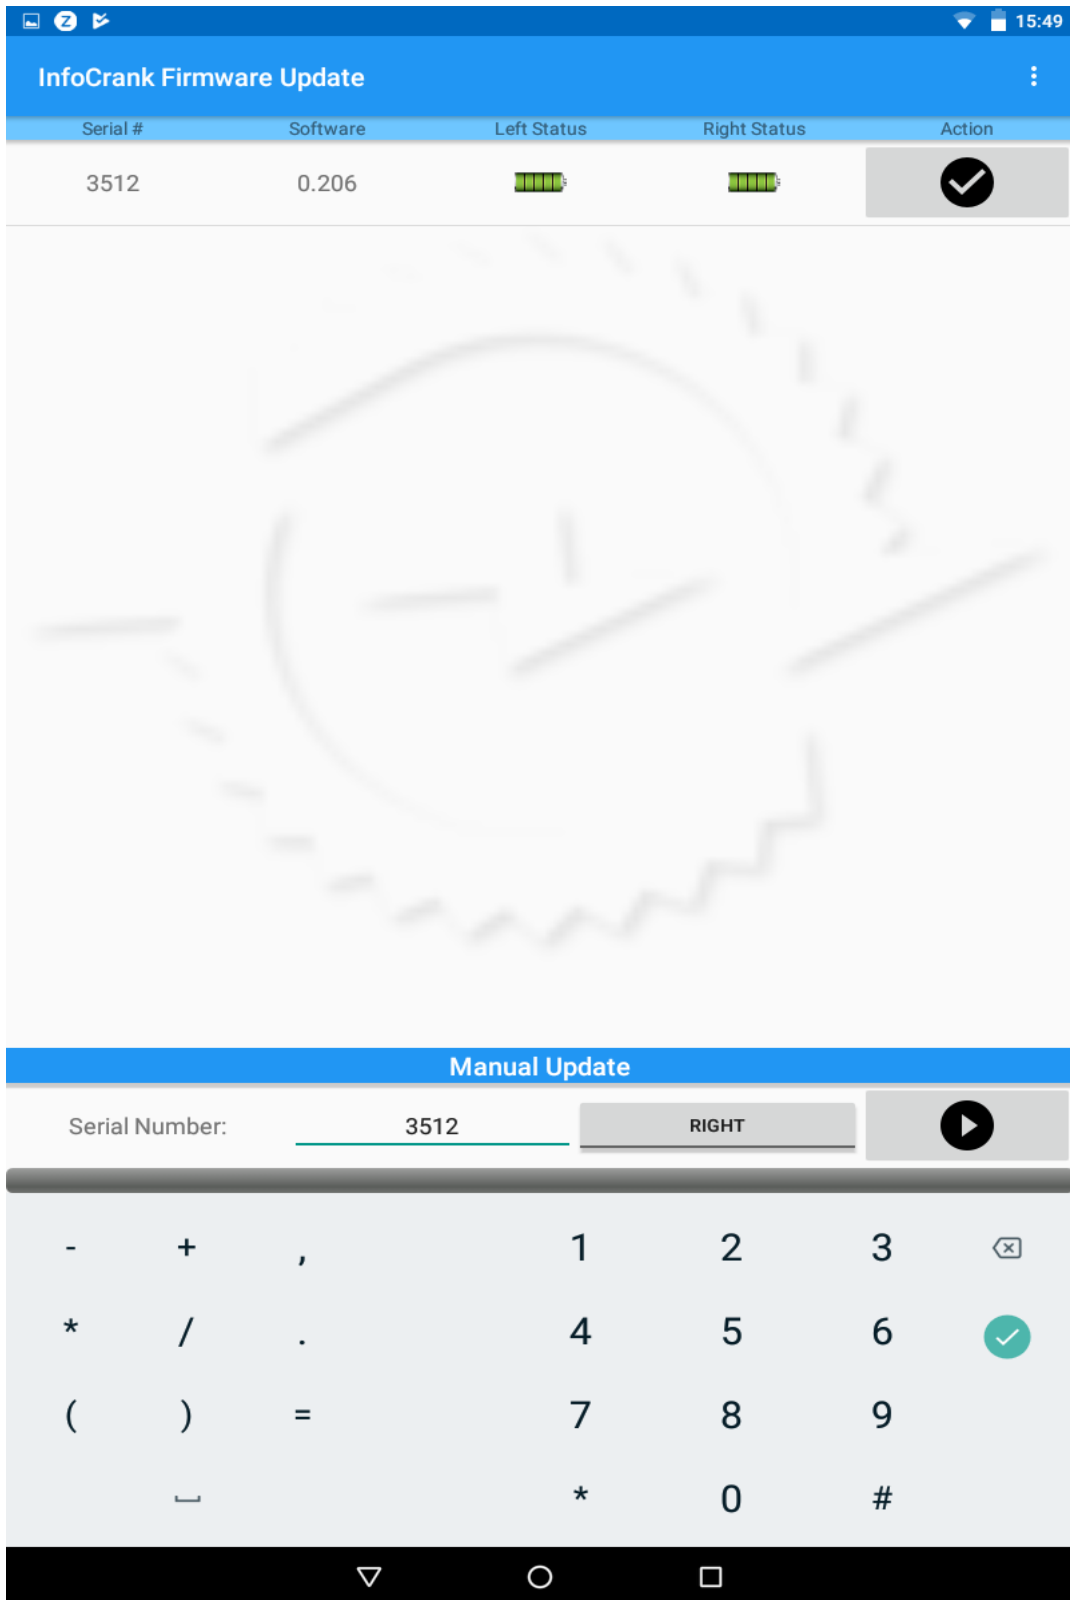 15:49
InfoCrank Firmware Update
Serial # Software Left Status Right Status Action
3512 0.206
Manual Update
Serial Number: 3512 RIGHT
- + , 1 2 3
* / . 4 5 6
( ) = 7 8 9
* 0 #